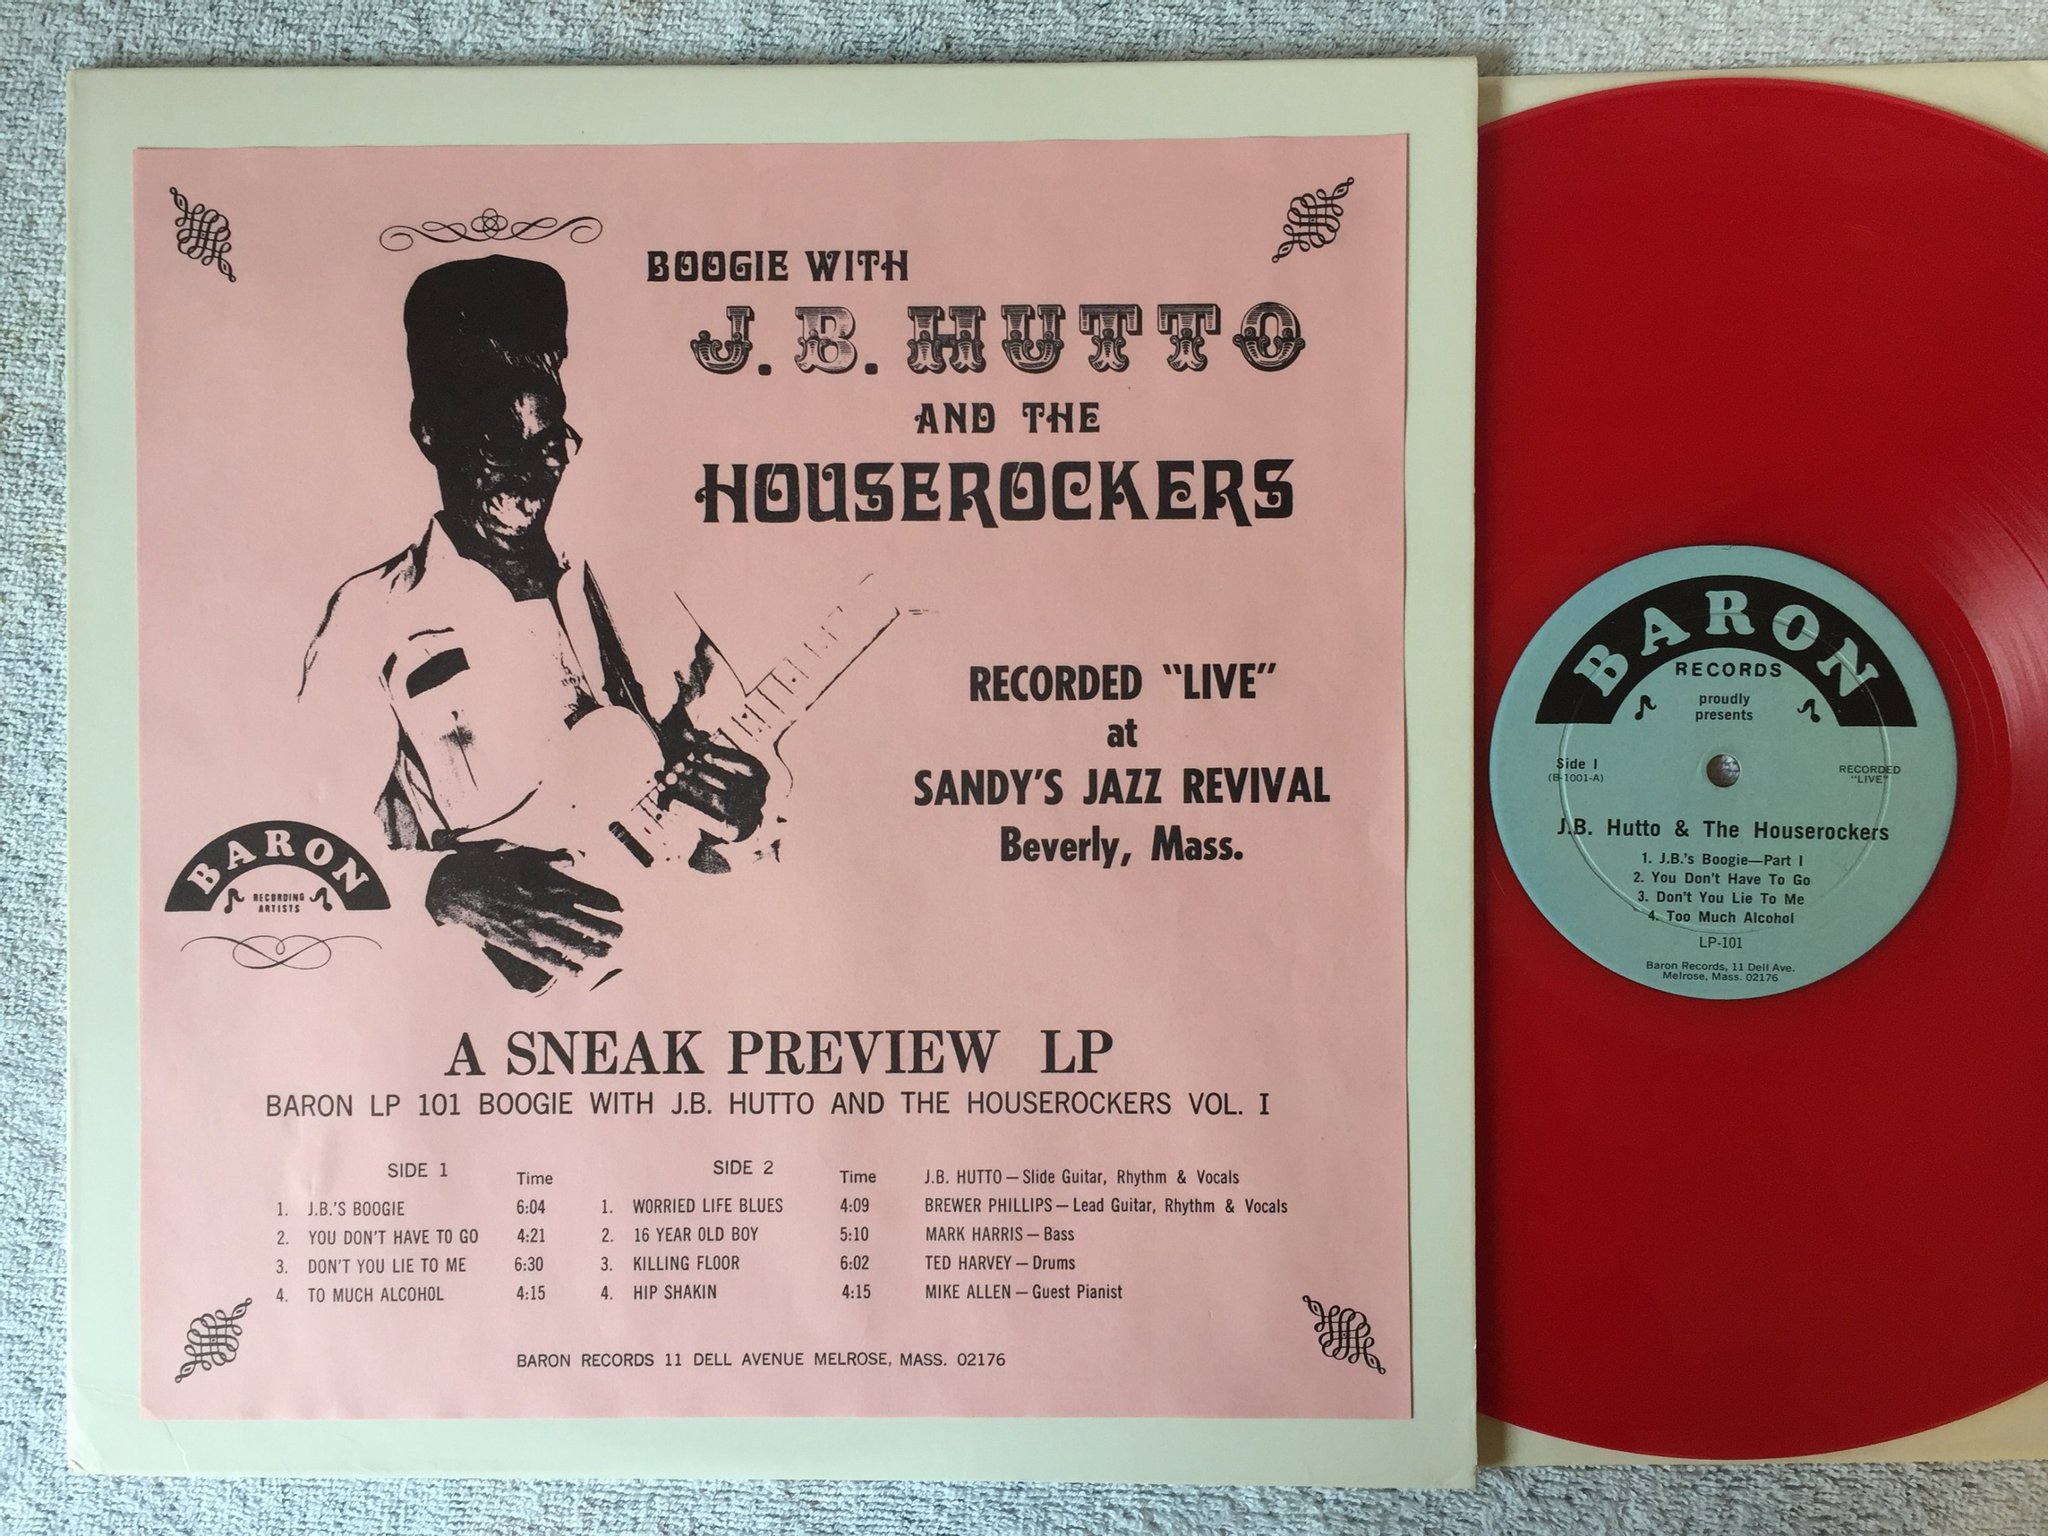 BOOGIE WITH
J. B. HUTTO
AND THE
HOUSEROCKERS
RECORDED "LIVE"
at
SANDY'S JAZZ REVIVAL
Beverly, Mass.
BARON
RECORDING
ARTISTS
A SNEAK PREVIEW LP
BARON LP 101 BOOGIE WITH J.B. HUTTO AND THE HOUSEROCKERS VOL. I
SIDE 1 Time
1. J.B.'S BOOGIE 6:04
2. YOU DON'T HAVE TO GO 4:21
3. DON'T YOU LIE TO ME 6:30
4. TO MUCH ALCOHOL 4:15
SIDE 2 Time
1. WORRIED LIFE BLUES 4:09
2. 16 YEAR OLD BOY 5:10
3. KILLING FLOOR 6:02
4. HIP SHAKIN 4:15
J.B. HUTTO — Slide Guitar, Rhythm & Vocals
BREWER PHILLIPS — Lead Guitar, Rhythm & Vocals
MARK HARRIS — Bass
TED HARVEY — Drums
MIKE ALLEN — Guest Pianist
BARON RECORDS 11 DELL AVENUE MELROSE, MASS. 02176
BARON
RECORDS
proudly
presents
Side I
(B-1001-A)
RECORDED
"LIVE"
J.B. Hutto & The Houserockers
1. J.B.'s Boogie—Part I
2. You Don't Have To Go
3. Don't You Lie To Me
4. Too Much Alcohol
LP-101
Baron Records, 11 Dell Ave.
Melrose, Mass. 02176